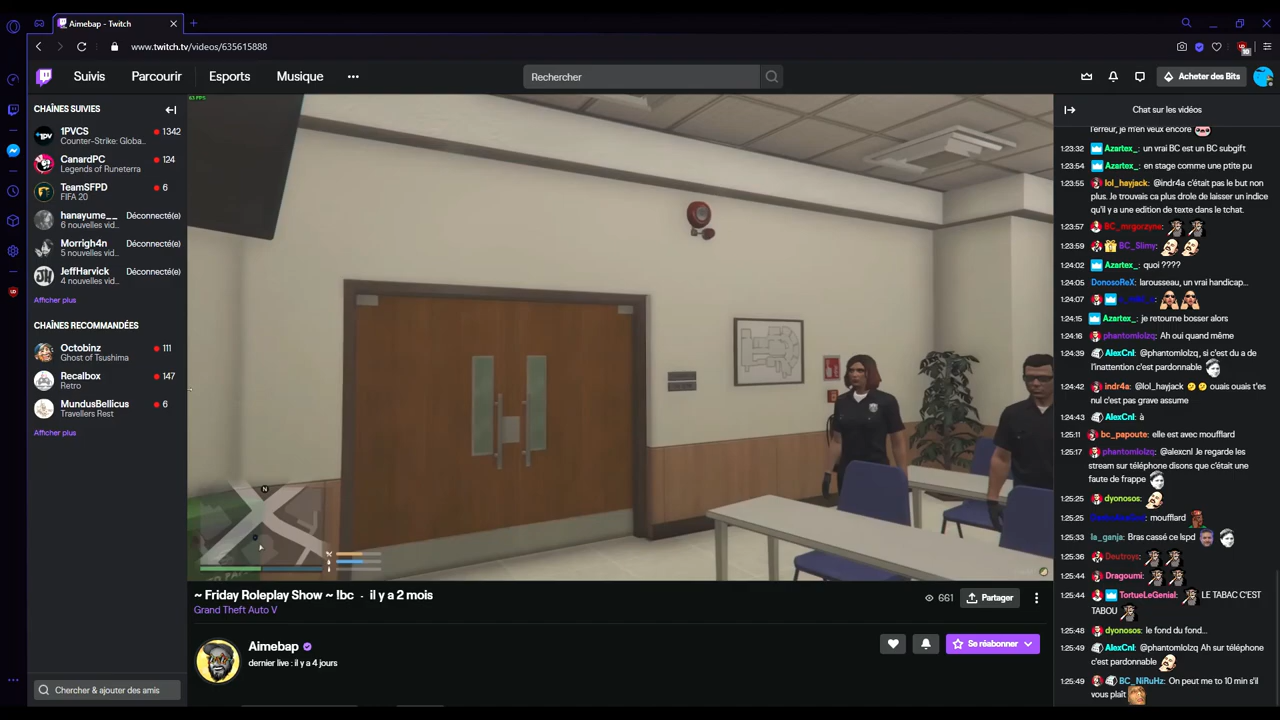 Aimebap - Twitch
www.twitch.tv/videos/635615888
Suivis
Parcourir
Esports
Musique
Rechercher
Acheter des Bits
10
CHAÎNES SUIVIES
1PVCS
1342
Counter-Strike: Globa...
CanardPC
124
Legends of Runeterra
TeamSFPD
6
FIFA 20
hanayume__
Déconnecté(e)
6 nouvelles vid...
Morrigh4n
Déconnecté(e)
5 nouvelles vid...
JeffHarvick
Déconnecté(e)
4 nouvelles vid...
Afficher plus
CHAÎNES RECOMMANDÉES
Octobinz
111
Ghost of Tsushima
Recalbox
147
Retro
MundusBellicus
6
Travellers Rest
Afficher plus
Chercher & ajouter des amis
N
~ Friday Roleplay Show ~ !bc - il y a 2 mois
Grand Theft Auto V
661
Partager
Aimebap
dernier live : il y a 4 jours
Se réabonner
Chat sur les vidéos
l'erreur, je m'en veux encore
1:23:32 Azartex_: un vrai BC est un BC subgift
1:23:54 Azartex_: en stage comme une ptite pu
1:23:55 lol_hayjack: @indr4a c'était pas le but non
plus. Je trouvais ca plus drole de laisser un indice
qu'il y a une edition de texte dans le tchat.
1:23:57 BC_mrgorzyne:
1:23:59 BC_Slimy:
1:24:02 Azartex_: quoi ????
1:24:05 DonosoReX: larousseau, un vrai handicap...
1:24:07
1:24:15 Azartex_: je retourne bosser alors
1:24:16 phantomlolzq: Ah oui quand même
1:24:39 AlexCnl: @phantomlolzq, si c'est du a de
l'inattention c'est pardonnable
1:24:42 indr4a: @lol_hayjack ouais ouais t'es
nul c'est pas grave assume
1:24:43 AlexCnl: à
1:25:11 bc_papoute: elle est avec moufflard
1:25:17 phantomlolzq: @alexcnl Je regarde les
stream sur téléphone disons que c'était une
faute de frappe
1:25:25 dyonosos:
1:25:25 moufflard
1:25:33 la_ganja: Bras cassé ce lspd
1:25:36 Deutroys:
1:25:44 Dragoumi:
1:25:44 TortueLeGenial: LE TABAC C'EST
TABOU
1:25:48 dyonosos: le fond du fond...
1:25:49 AlexCnl: @phantomlolzq Ah sur téléphone
c'est pardonnable
1:25:49 BC_NiRuHz: On peut me to 10 min s'il
vous plaît